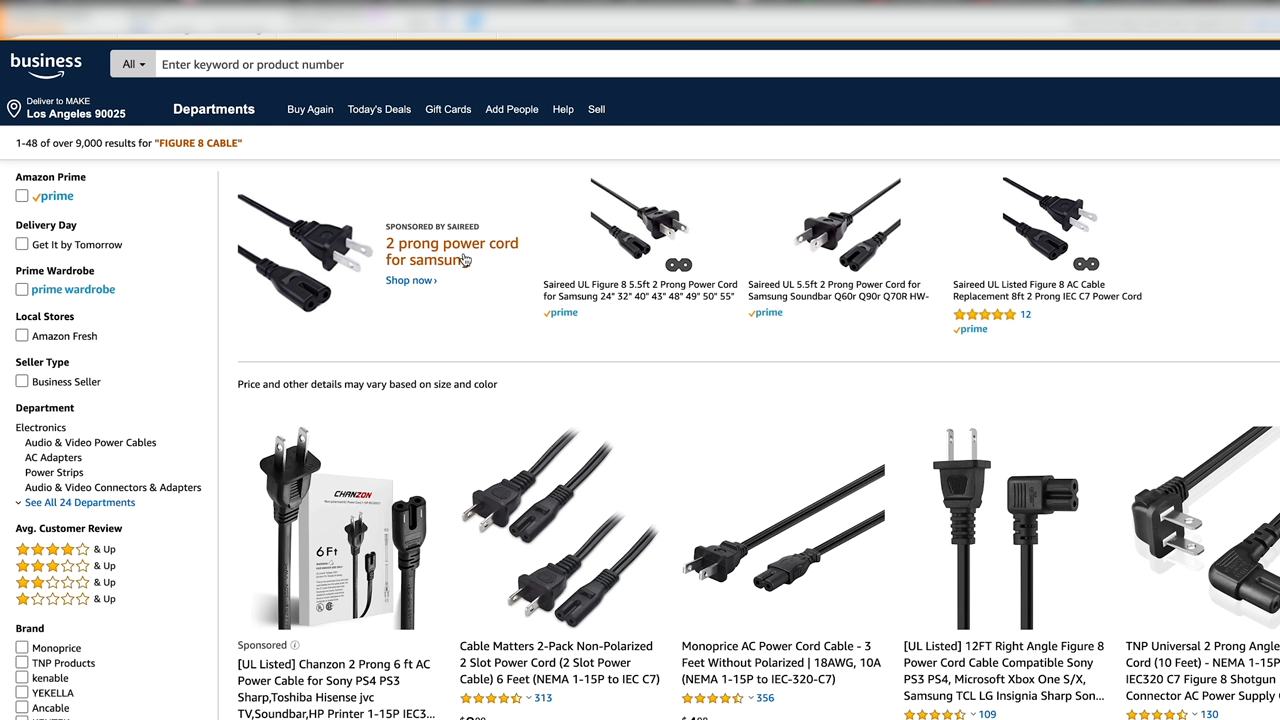 business
All
Enter keyword or product number
Deliver to MAKE
Los Angeles 90025
Departments
Buy Again
Today's Deals
Gift Cards
Add People
Help
Sell
1-48 of over 9,000 results for "FIGURE 8 CABLE"
Amazon Prime
prime
Delivery Day
Get It by Tomorrow
Prime Wardrobe
prime wardrobe
Local Stores
Amazon Fresh
Seller Type
Business Seller
Department
Electronics
Audio & Video Power Cables
AC Adapters
Power Strips
Audio & Video Connectors & Adapters
See All 24 Departments
Avg. Customer Review
& Up
& Up
& Up
& Up
Brand
Monoprice
TNP Products
kenable
YEKELLA
Ancable
SPONSORED BY SAIREED
2 prong power cord
for samsung
Shop now ›
Saireed UL Figure 8 5.5ft 2 Prong Power Cord
for Samsung 24" 32" 40" 43" 48" 49" 50" 55"
prime
Saireed UL 5.5ft 2 Prong Power Cord for
Samsung Soundbar Q60r Q90r Q70R HW-
prime
Saireed UL Listed Figure 8 AC Cable
Replacement 8ft 2 Prong IEC C7 Power Cord
12
prime
Price and other details may vary based on size and color
CHANZON
6 Ft
Sponsored
[UL Listed] Chanzon 2 Prong 6 ft AC
Power Cable for Sony PS4 PS3
Sharp,Toshiba Hisense jvc
TV,Soundbar,HP Printer 1-15P IEC3...
Cable Matters 2-Pack Non-Polarized
2 Slot Power Cord (2 Slot Power
Cable) 6 Feet (NEMA 1-15P to IEC C7)
313
Monoprice AC Power Cord Cable - 3
Feet Without Polarized | 18AWG, 10A
(NEMA 1-15P to IEC-320-C7)
356
[UL Listed] 12FT Right Angle Figure 8
Power Cord Cable Compatible Sony
PS3 PS4, Microsoft Xbox One S/X,
Samsung TCL LG Insignia Sharp Son...
109
TNP Universal 2 Prong Angle
Cord (10 Feet) - NEMA 1-15P
IEC320 C7 Figure 8 Shotgun
Connector AC Power Supply
130